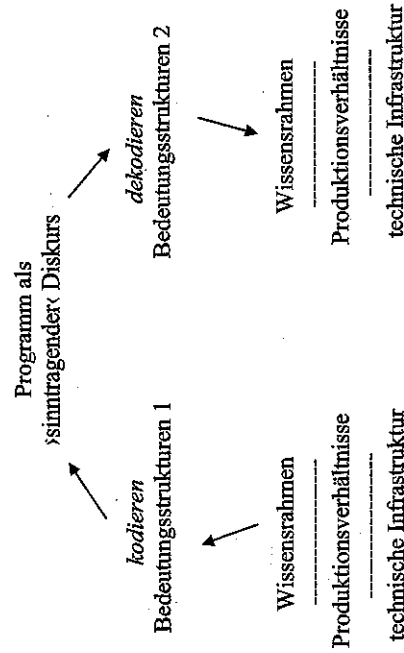 Programm als
›sinntragender‹ Diskurs
kodieren
Bedeutungsstrukturen 1
dekodieren
Bedeutungsstrukturen 2
Wissensrahmen
Produktionsverhältnisse
technische Infrastruktur
Wissensrahmen
Produktionsverhältnisse
technische Infrastruktur